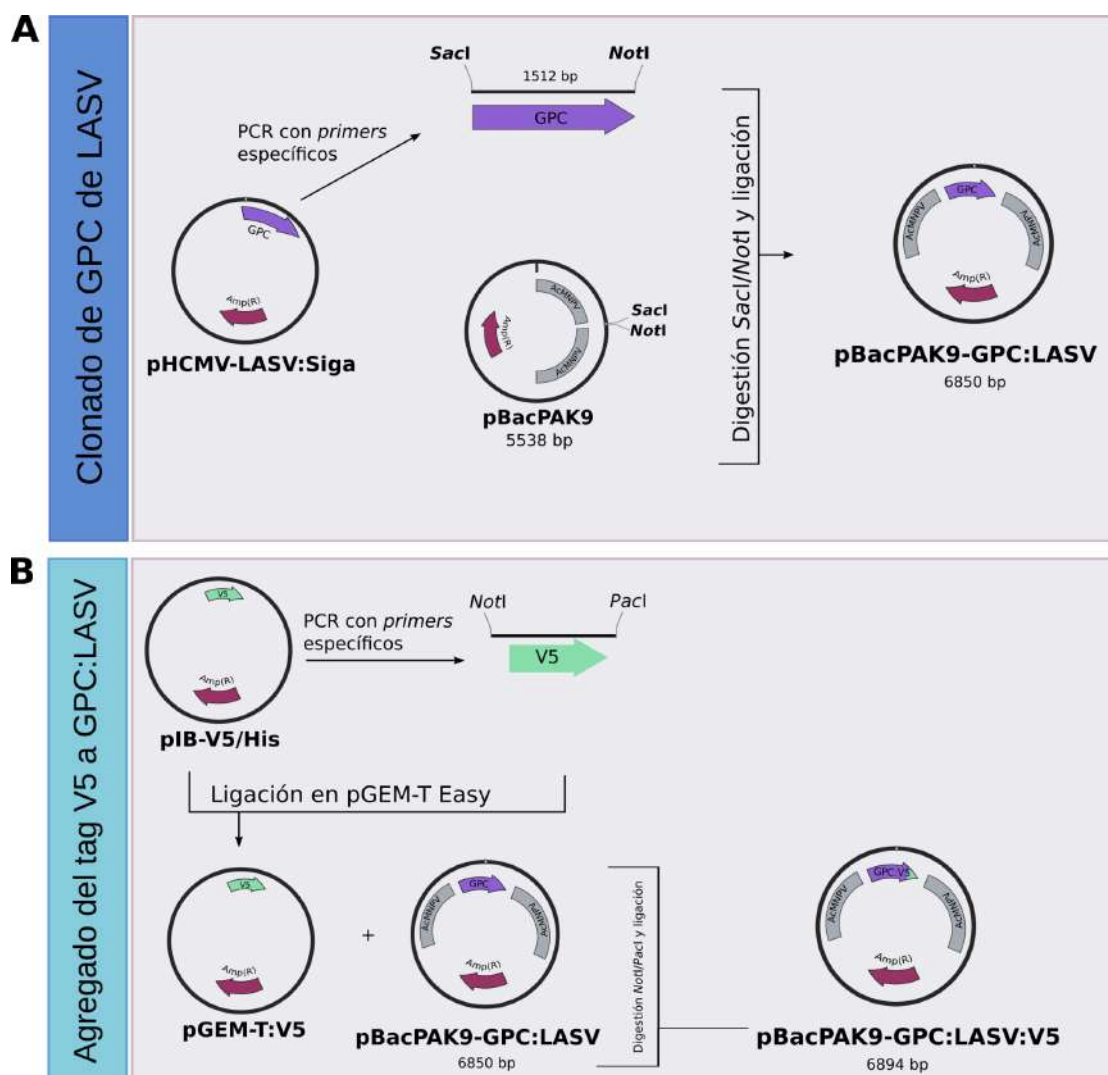 A
Clonado de GPC de LASV
SacI
NotI
1512 bp
GPC
PCR con primers
específicos
GPC
Amp(R)
pHCMV-LASV:Siga
AcMNPV
AcMNPV
Amp(R)
SacI
NotI
pBacPAK9
5538 bp
Digestión SacI/NotI y ligación
GPC
AcMNPV
AcMNPV
Amp(R)
pBacPAK9-GPC:LASV
6850 bp
B
Agregado del tag V5 a GPC:LASV
V5
Amp(R)
pIB-V5/His
PCR con primers
específicos
NotI
PacI
V5
Ligación en pGEM-T Easy
V5
Amp(R)
pGEM-T:V5
+
GPC
AcMNPV
AcMNPV
Amp(R)
pBacPAK9-GPC:LASV
6850 bp
Digestión NotI/PacI y ligación
GPC:V5
AcMNPV
AcMNPV
Amp(R)
pBacPAK9-GPC:LASV:V5
6894 bp